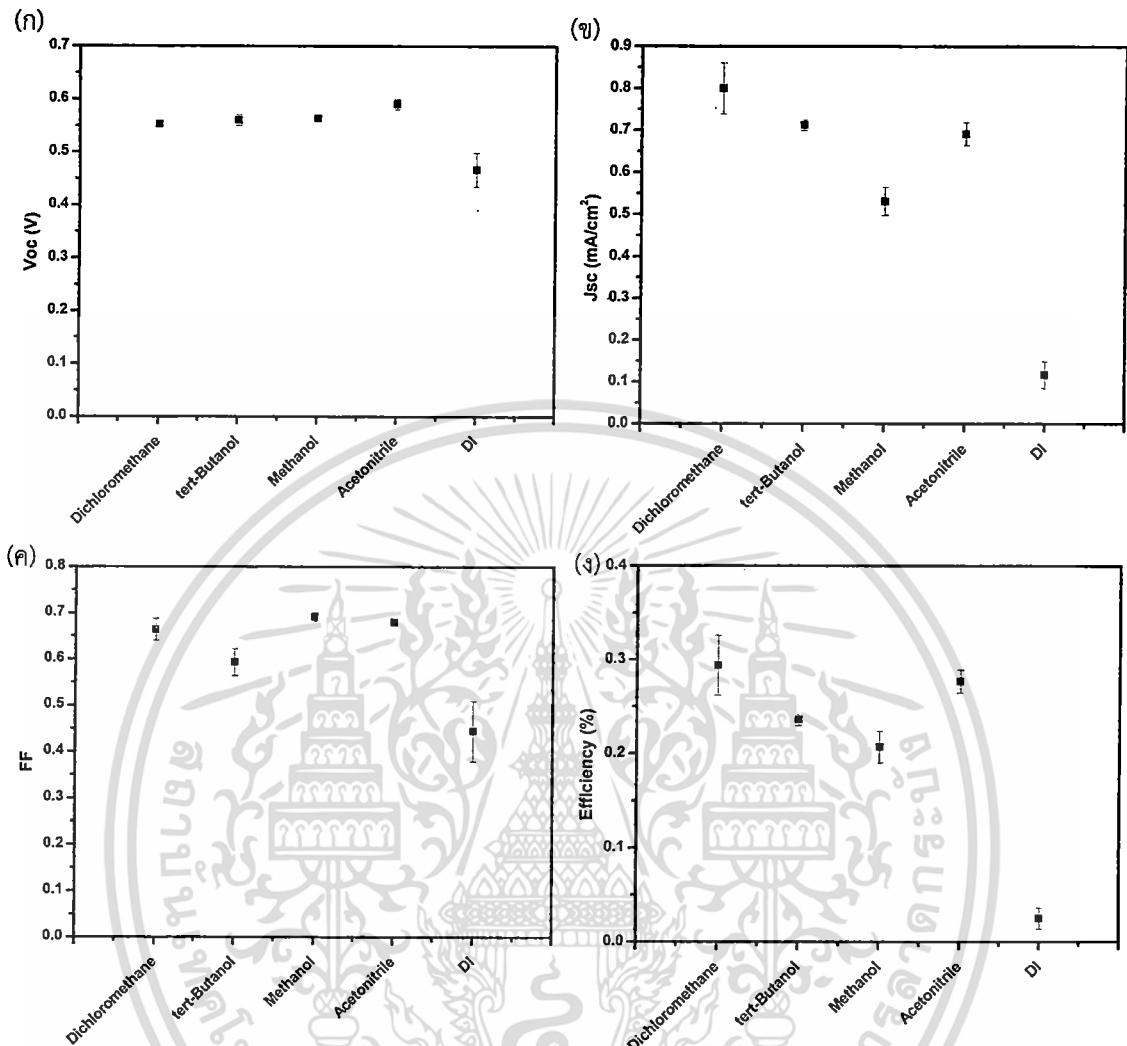 (ก)
Voc (V)
0.7
0.6
0.5
0.4
0.3
0.2
0.1
0.0
Dichloromethane
tert-Butanol
Methanol
Acetonitrile
DI
(ข)
Jsc (mA/cm²)
0.9
0.8
0.7
0.6
0.5
0.4
0.3
0.2
0.1
0.0
Dichloromethane
tert-Butanol
Methanol
Acetonitrile
DI
(ค)
FF
0.8
0.7
0.6
0.5
0.4
0.3
0.2
0.1
0.0
Dichloromethane
tert-Butanol
Methanol
Acetonitrile
DI
(ง)
Efficiency (%)
0.4
0.3
0.2
0.1
0.0
Dichloromethane
tert-Butanol
Methanol
Acetonitrile
DI